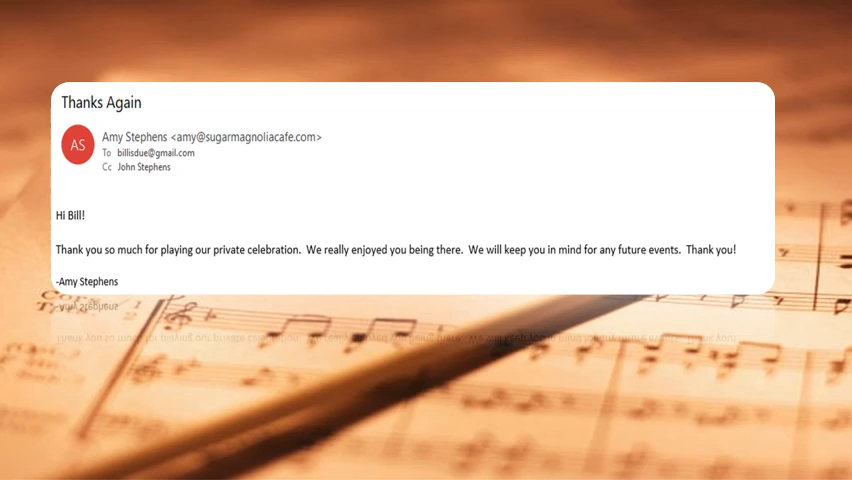 Thanks Again
AS
Amy Stephens <amy@sugarmagnoliacafe.com>
To billisdue@gmail.com
Cc John Stephens
Hi Bill!
Thank you so much for playing our private celebration. We really enjoyed you being there. We will keep you in mind for any future events. Thank you!
-Amy Stephens